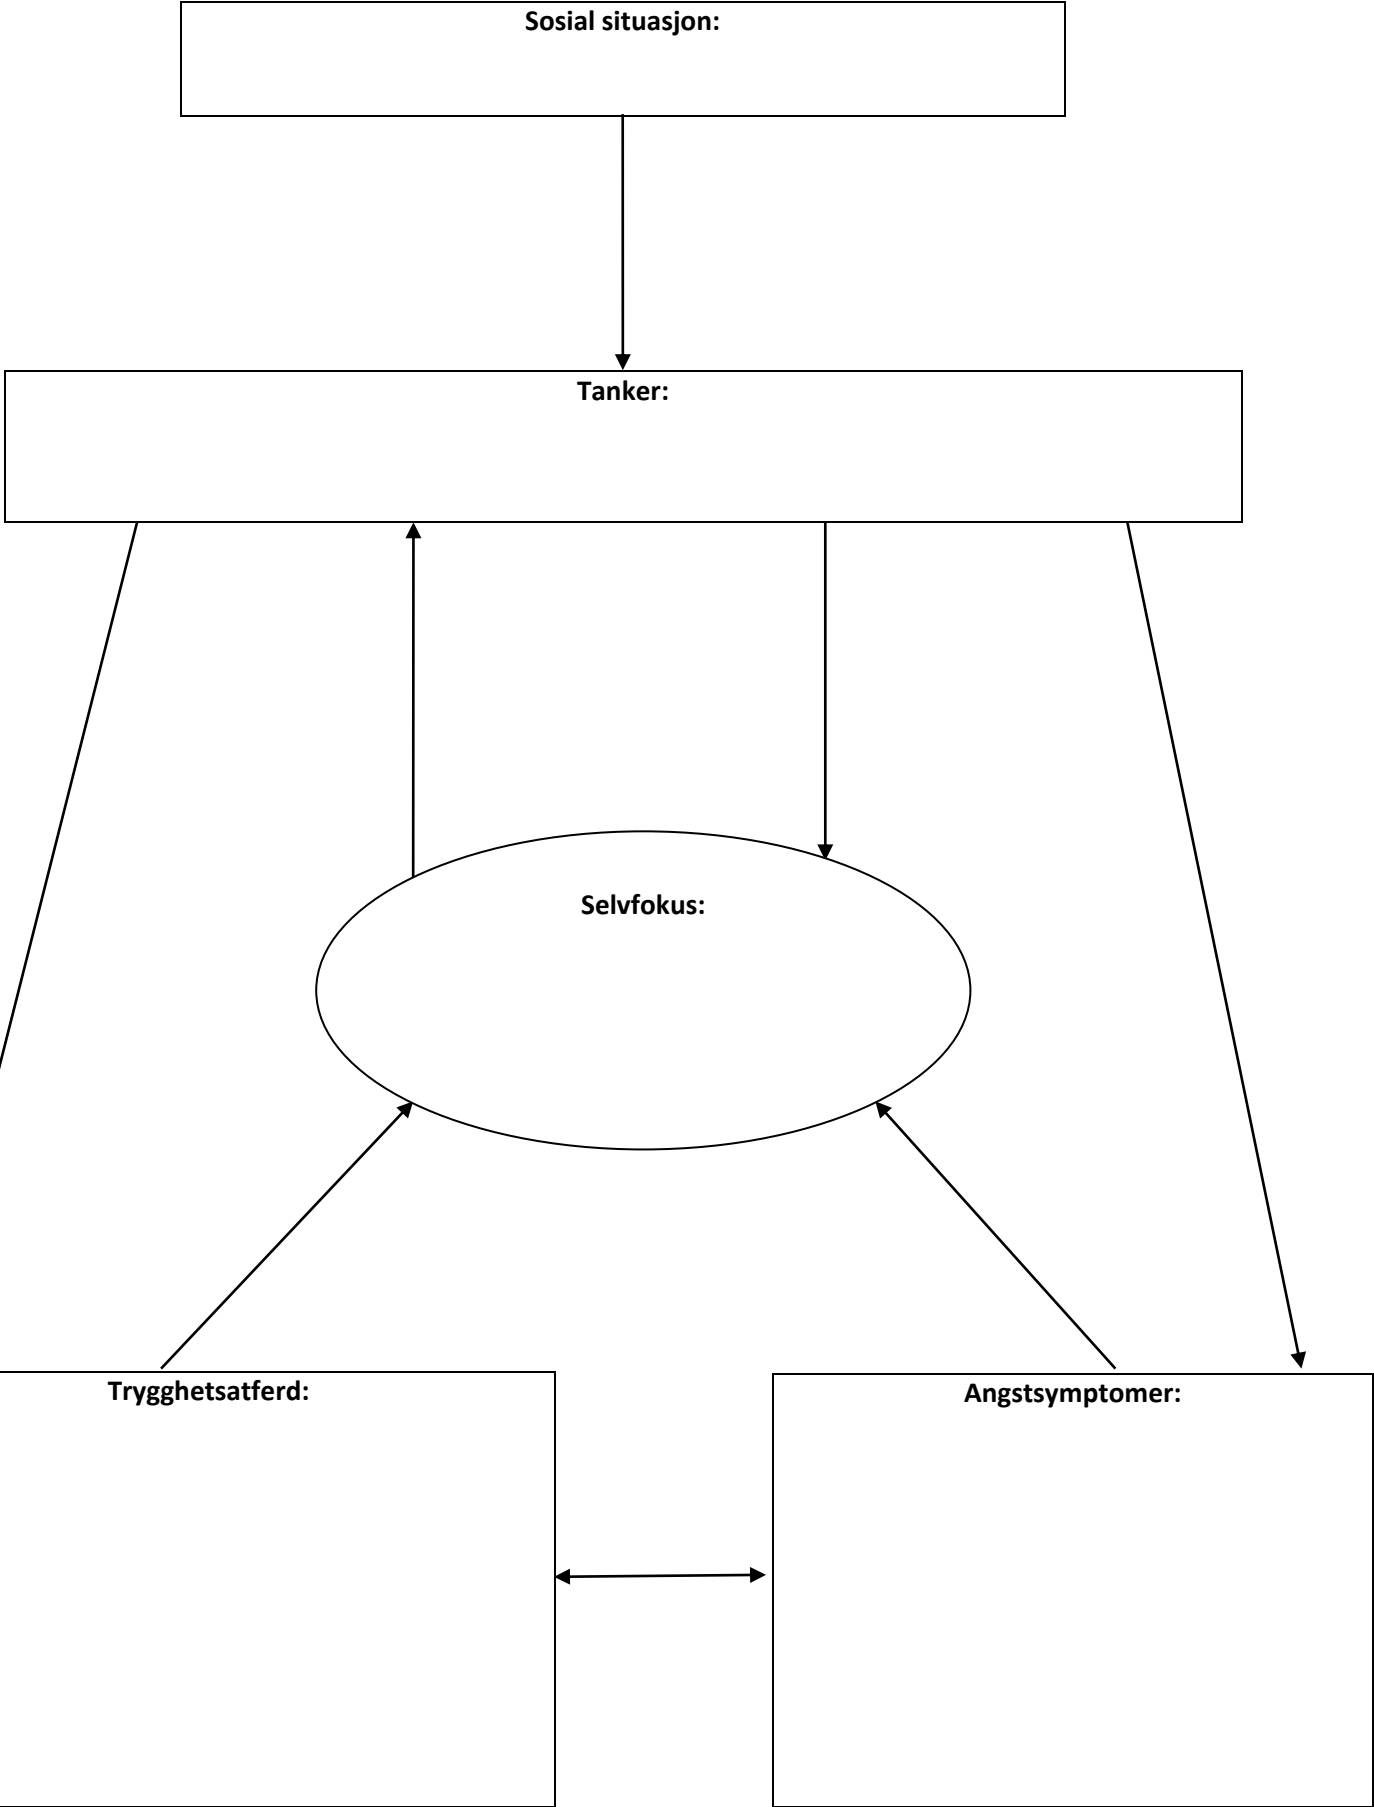 Sosial situasjon:
Tanker:
Selvfokus:
Trygghetsatferd:
Angstsymptomer: